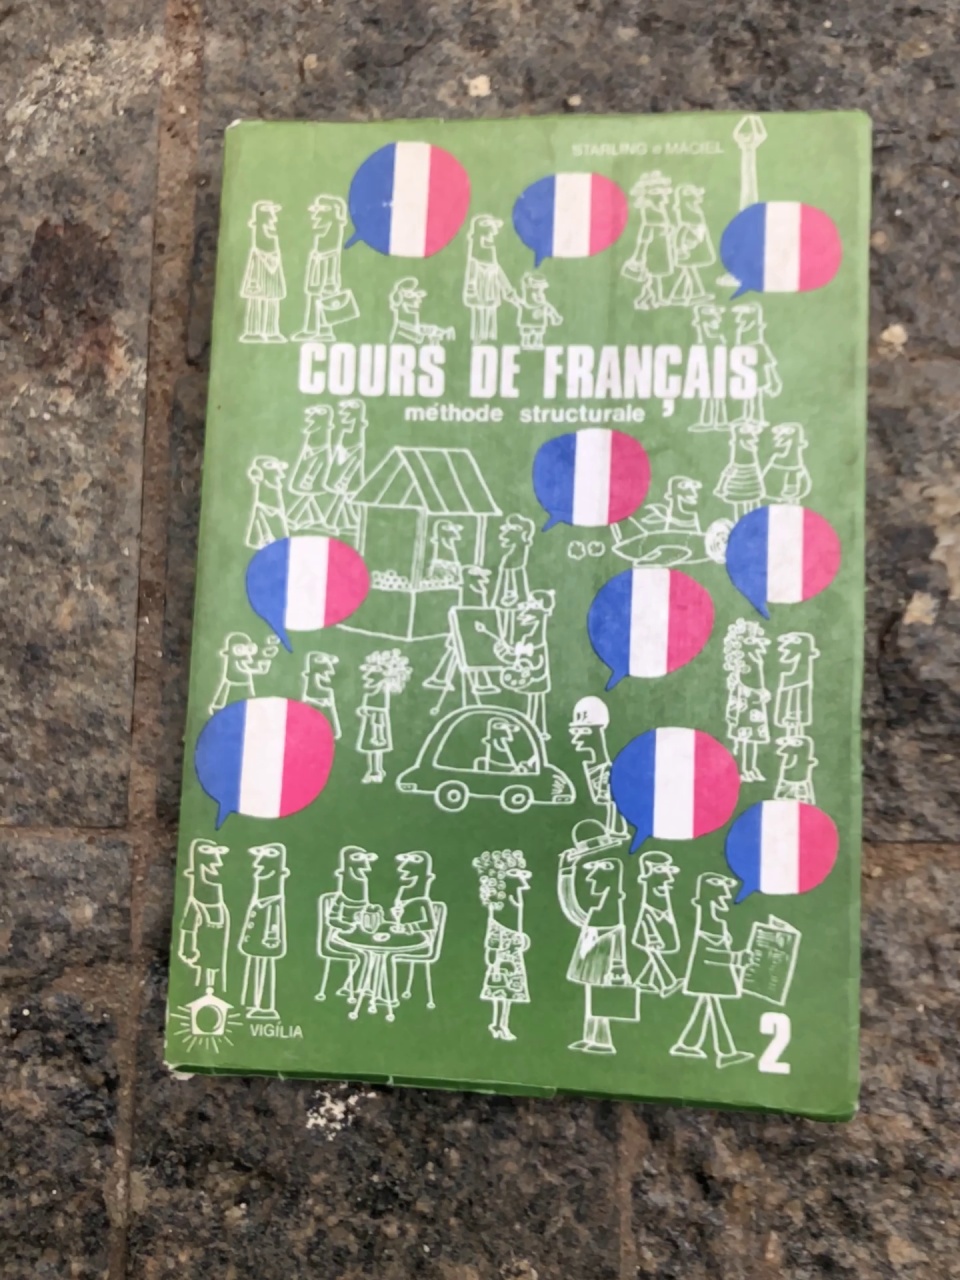 STARLING e MACIEL
COURS DE FRANÇAIS
méthode structurale
VIGÍLIA
2